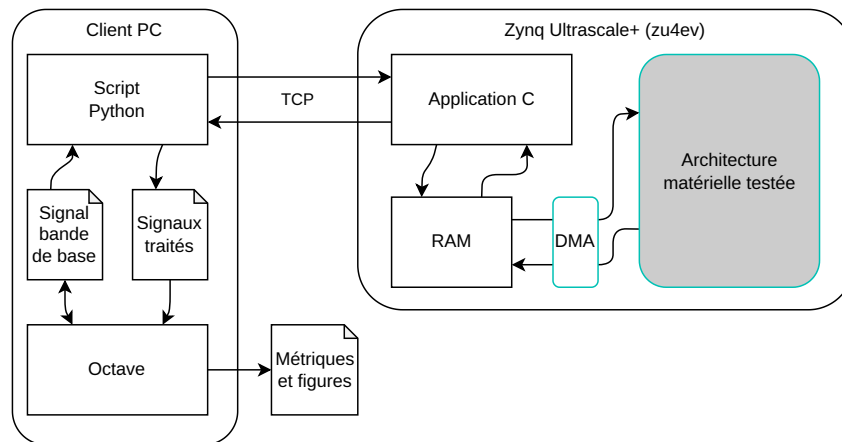 Client PC
Zynq Ultrascale+ (zu4ev)
Script
Python
TCP
Application C
Architecture
matérielle testée
Signal
bande
de base
Signaux
traités
RAM
DMA
Octave
Métriques
et figures